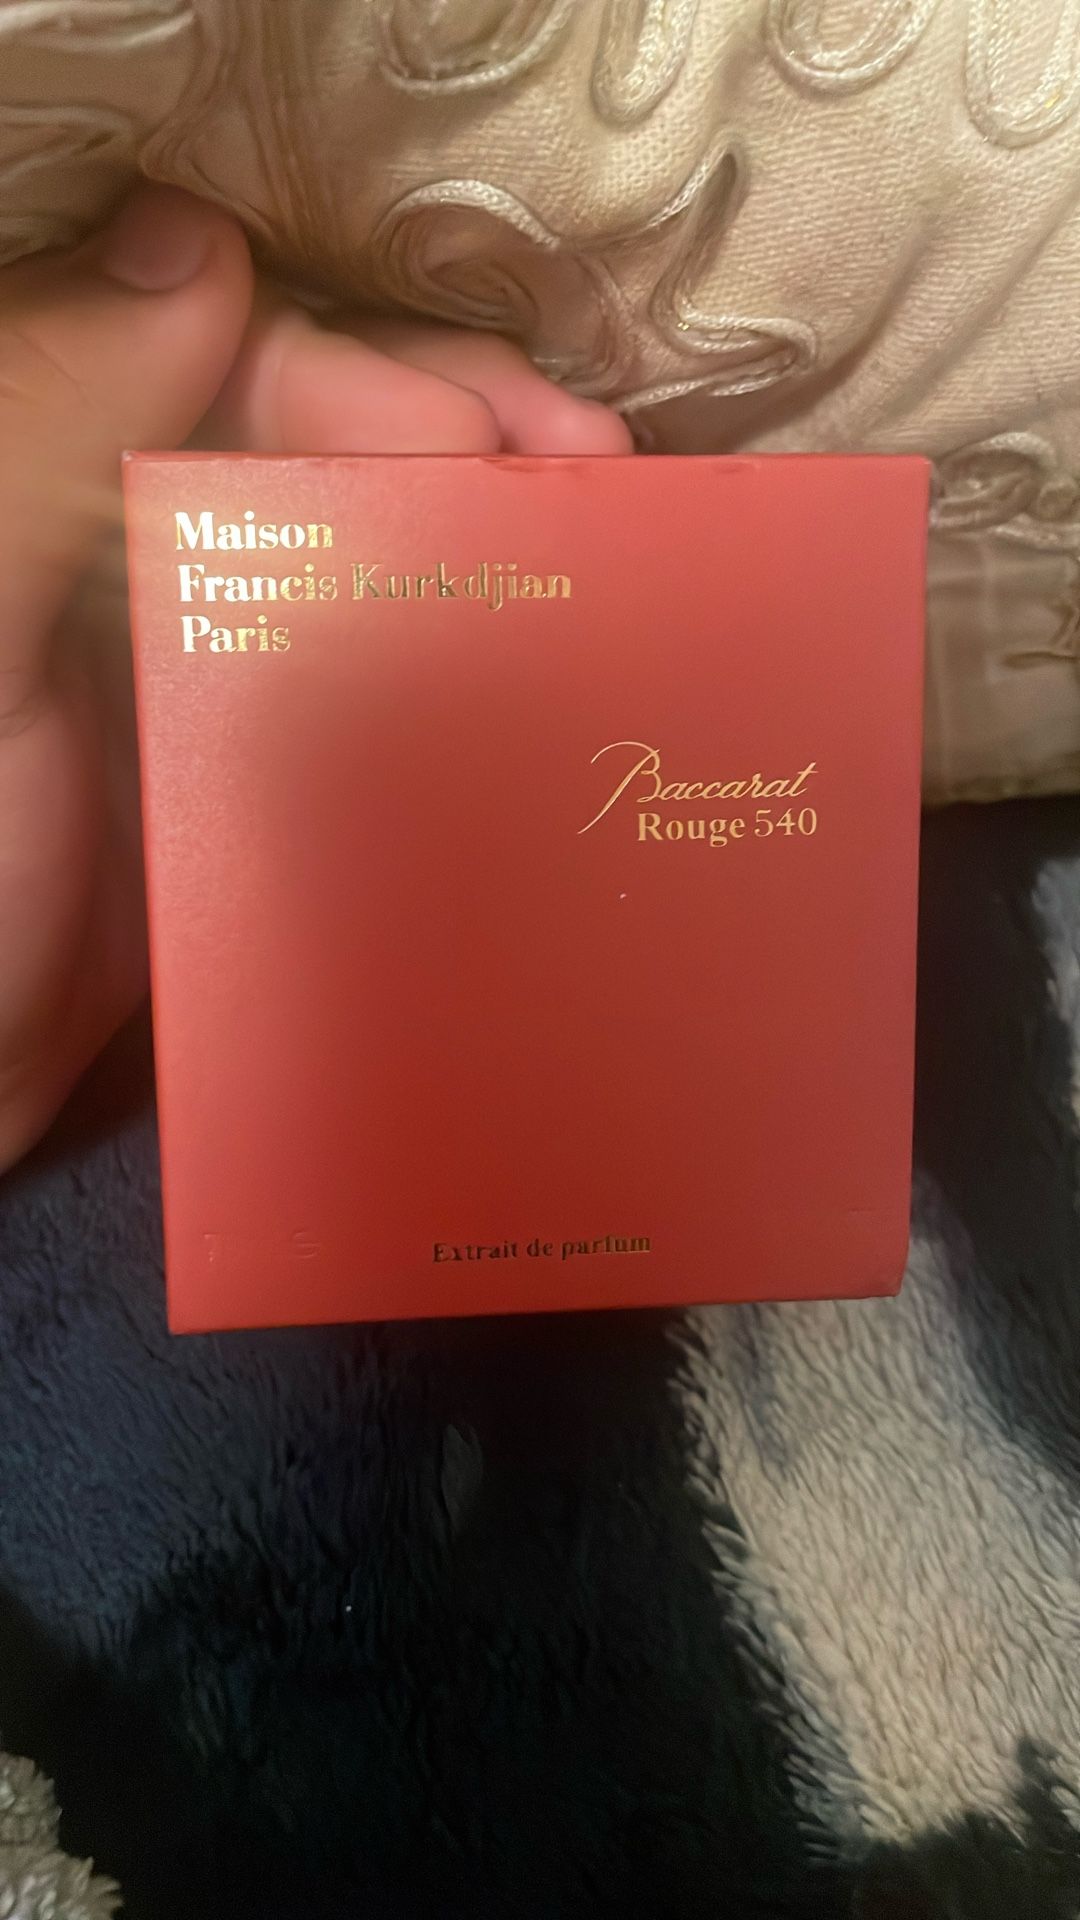 Maison
Francis Kurkdjian
Paris
Baccarat
Rouge 540
Extrait de parfum